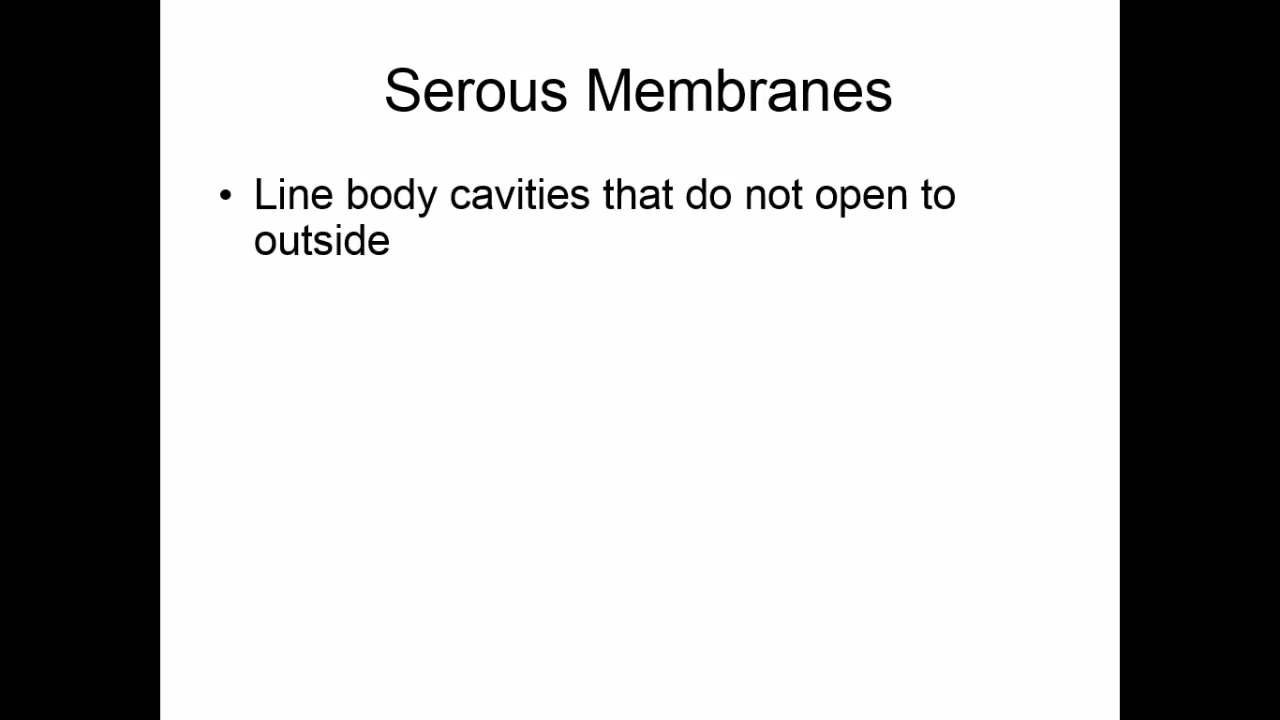 Serous Membranes
• Line body cavities that do not open to
outside